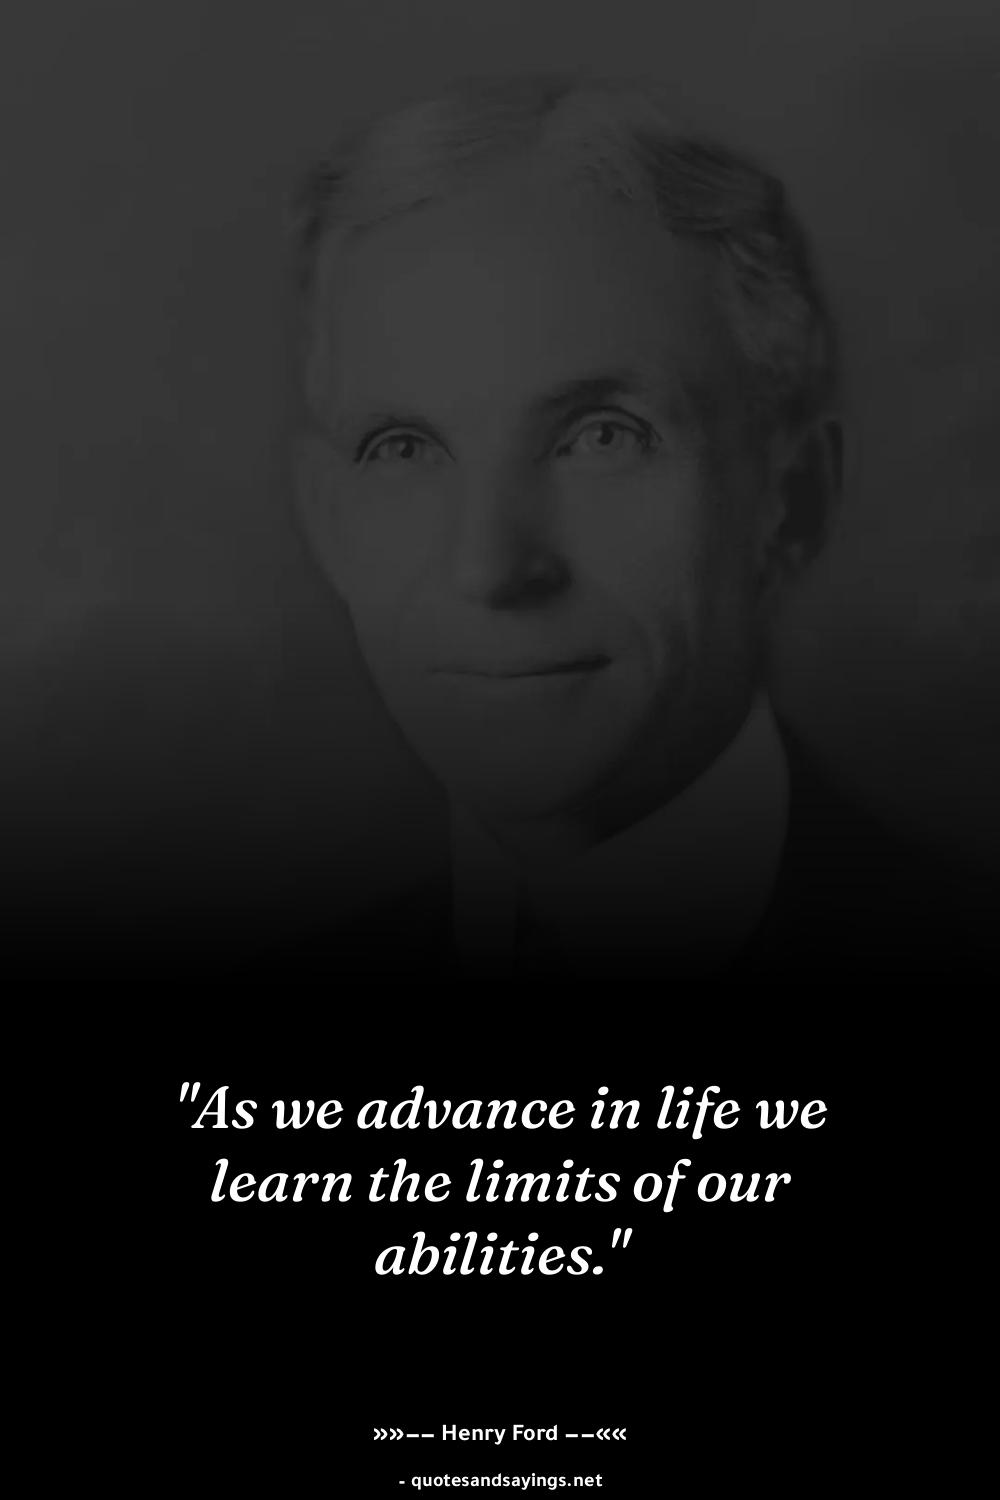 "As we advance in life we
learn the limits of our
abilities."
»»–– Henry Ford ––««
- quotesandsayings.net